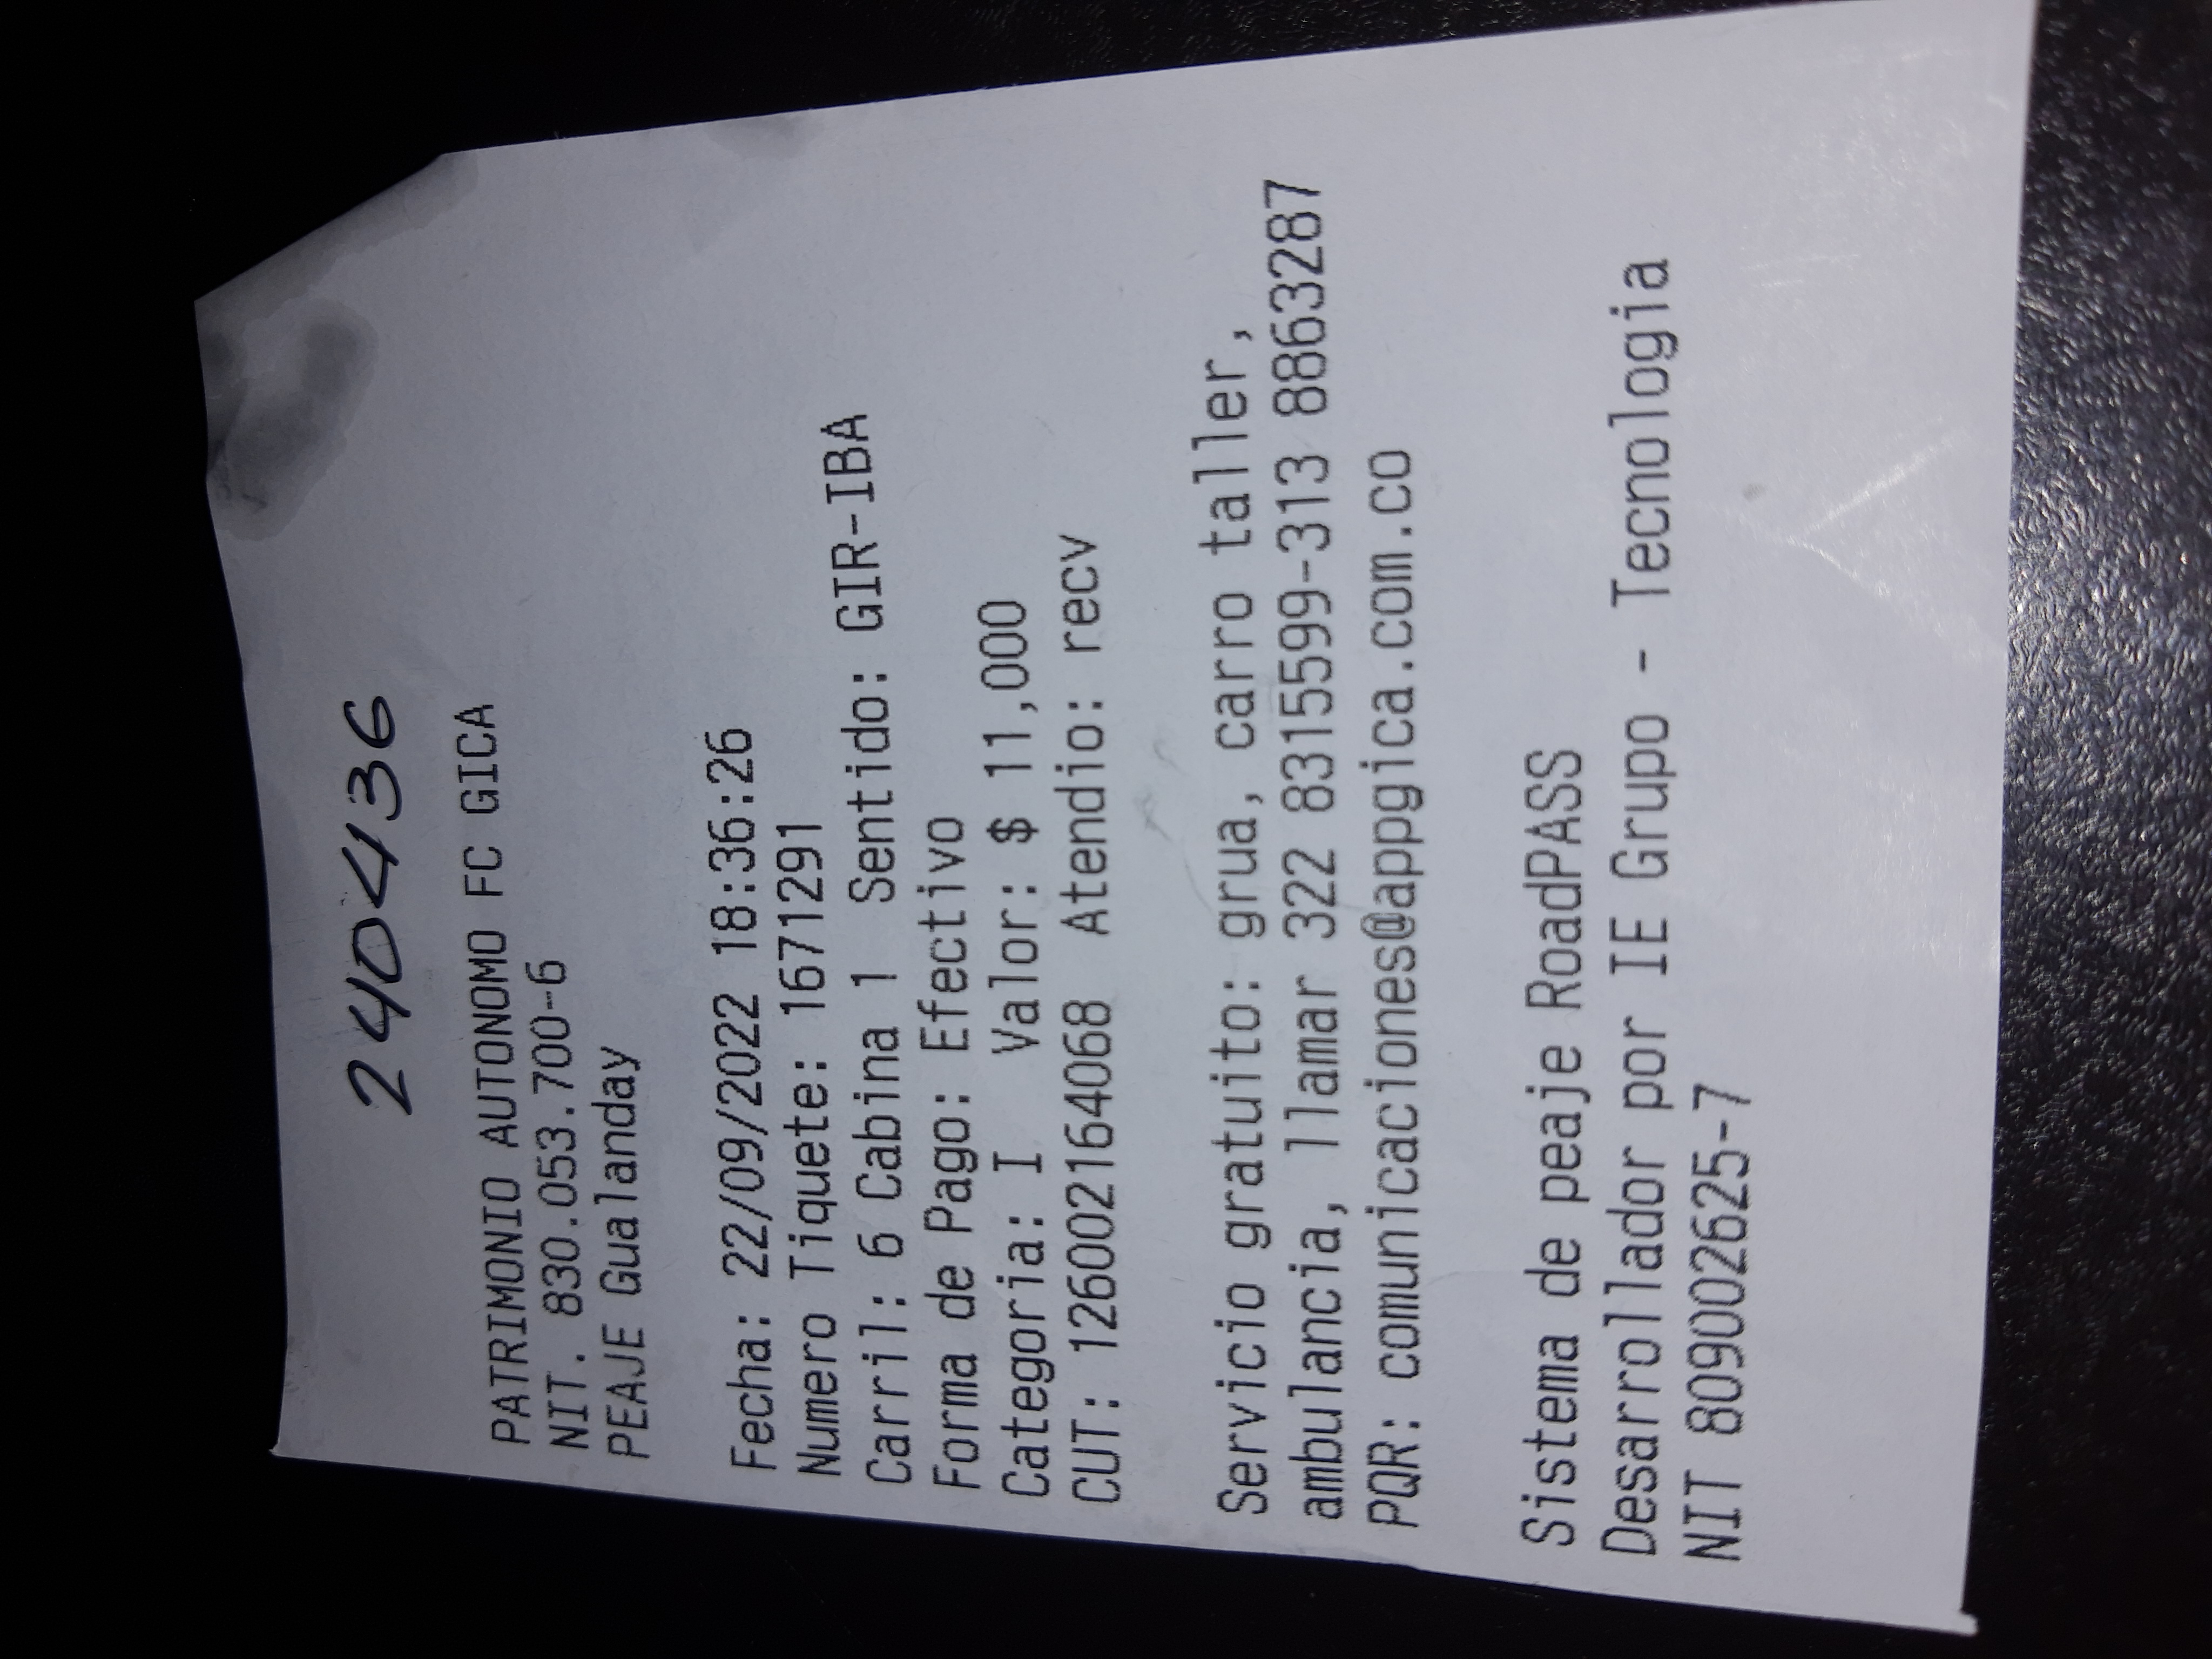 240436
PATRIMONIO AUTONOMO FC GICA
NIT. 830.053.700-6
PEAJE Gualanday
Fecha: 22/09/2022 18:36:26
Numero Tiquete: 1671291
Carril: 6 Cabina 1 Sentido: GIR-IBA
Forma de Pago: Efectivo
Categoria: I Valor: $ 11,000
CUT: 1260021640​68 Atendio: recv
Servicio gratuito: grua, carro taller,
ambulancia, llamar 322 8315599-313 8863287
PQR: comunicaciones@appgica.com.co
Sistema de peaje RoadPASS
Desarrollador por IE Grupo - Tecnologia
NIT 809002625-7